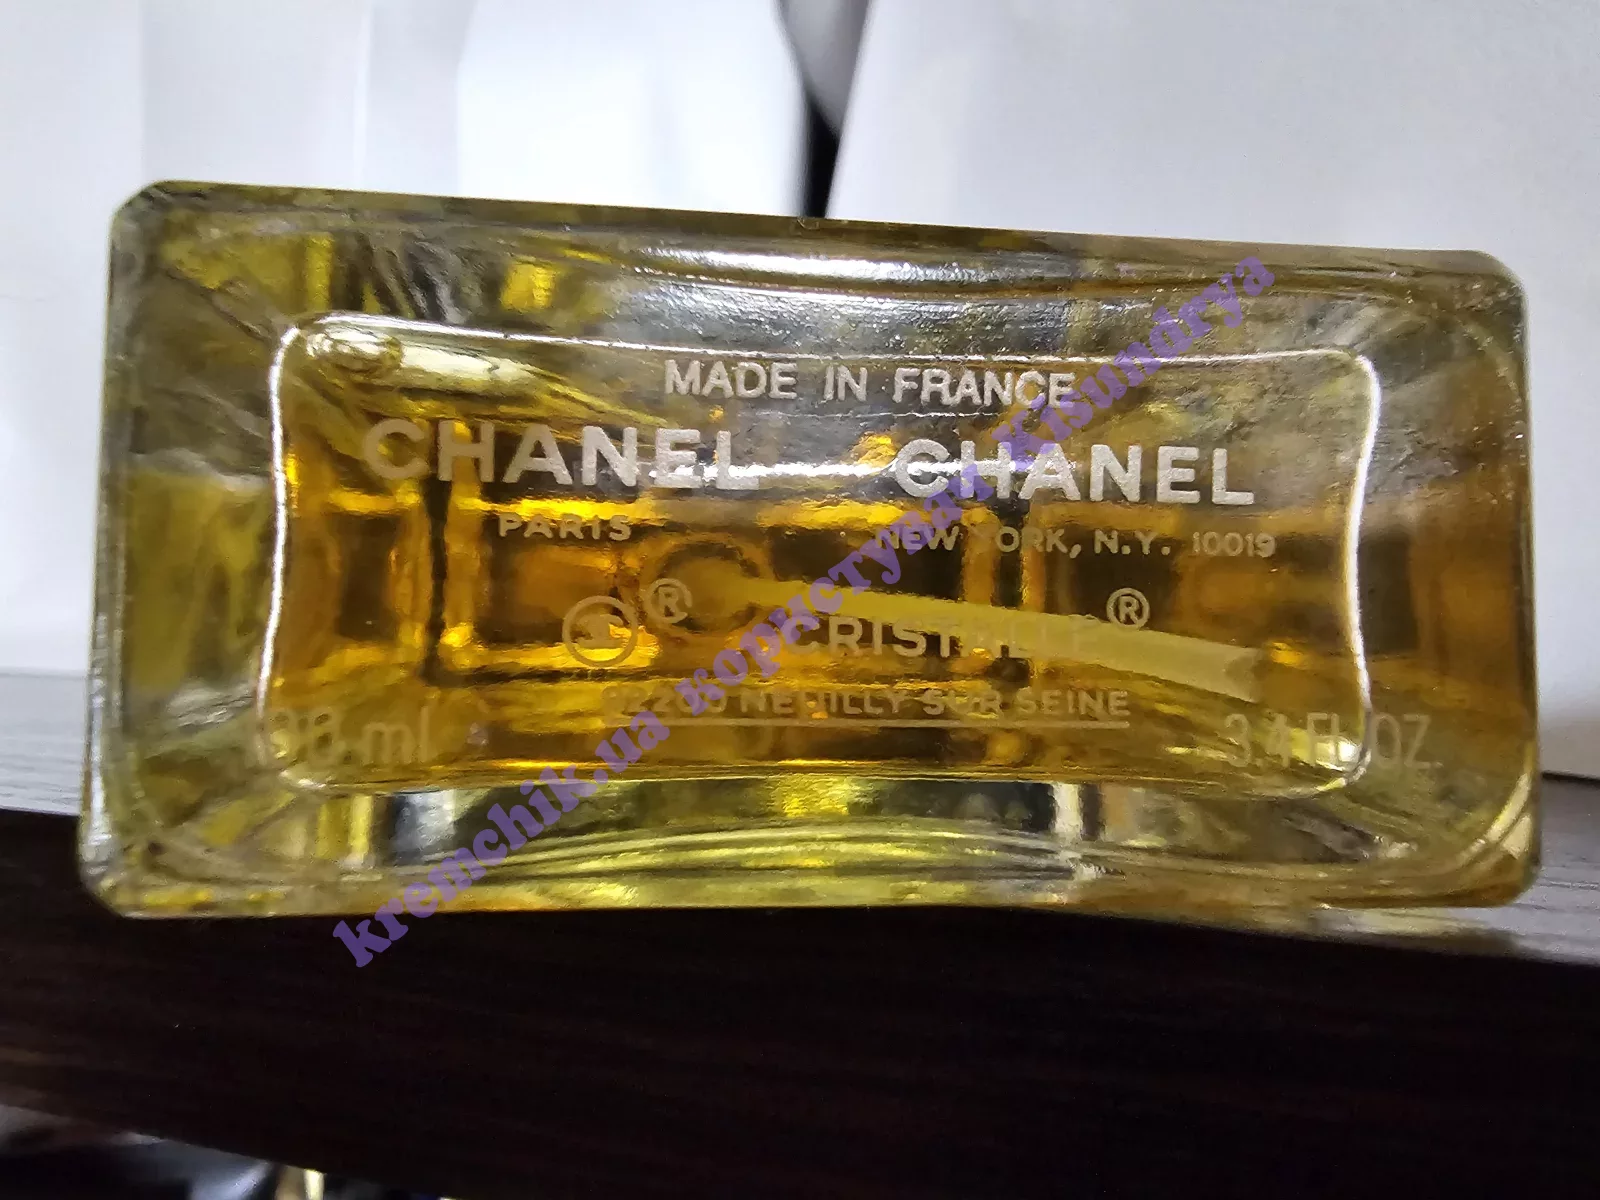 MADE IN FRANCE
CHANEL CHANEL
PARIS NEW YORK, N.Y. 10019
® CRISTALLE ®
92200 NEUILLY SUR SEINE
ml 3.4 FL. OZ.
kremchik.ua користувач Kisundrya